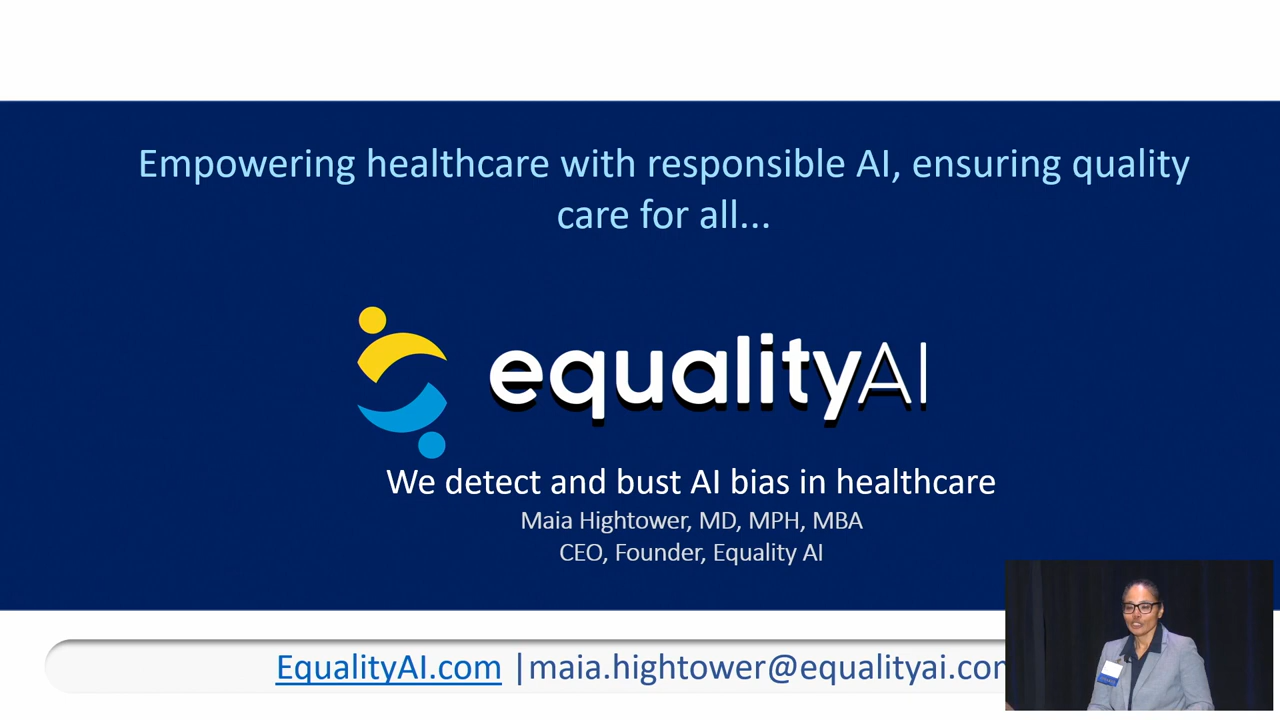 Empowering healthcare with responsible AI, ensuring quality
care for all...
equalityAI
We detect and bust AI bias in healthcare
Maia Hightower, MD, MPH, MBA
CEO, Founder, Equality AI
EqualityAI.com |maia.hightower@equalityai.com